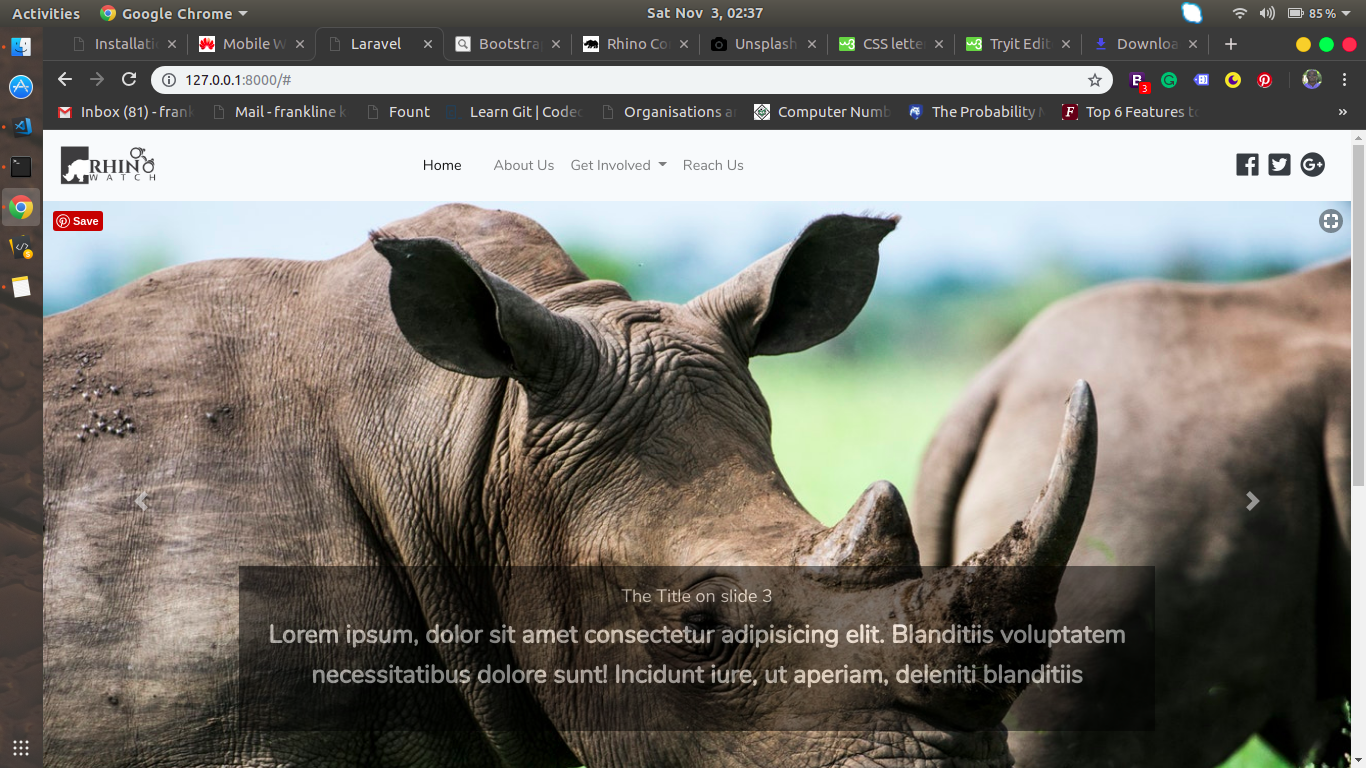 Activities Google Chrome Sat Nov 3, 02:37 85%
Installati Mobile W Laravel Bootstra Rhino Co Unsplash CSS lette Tryit Edit Downloa
127.0.0.1:8000/# 3
Inbox (81) - frank Mail - frankline k Fount Learn Git | Codec Organisations a Computer Numb The Probability Top 6 Features to »
RHINO
WATCH
Home About Us Get Involved Reach Us
Save
The Title on slide 3
Lorem ipsum, dolor sit amet consectetur adipisicing elit. Blanditiis voluptatem
necessitatibus dolore sunt! Incidunt iure, ut aperiam, deleniti blanditiis